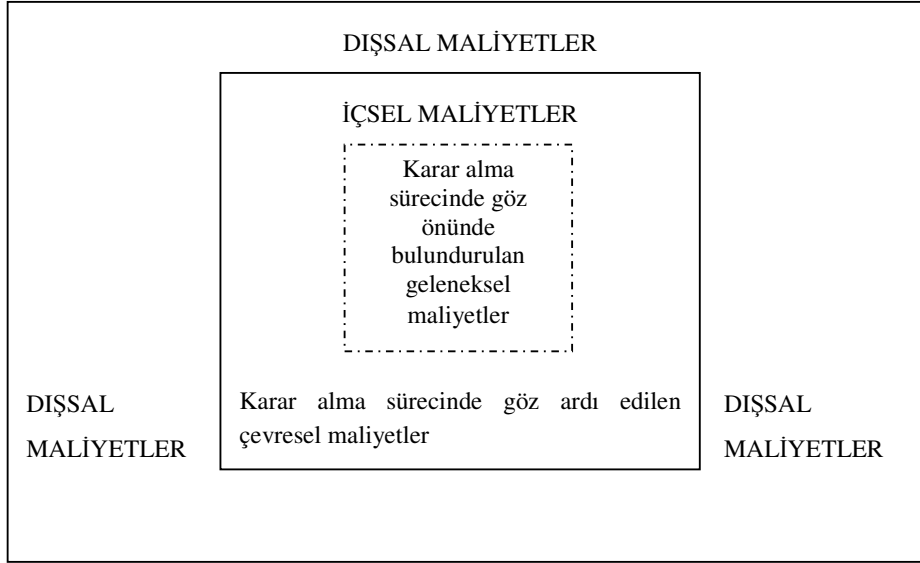 DIŞSAL MALİYETLER
İÇSEL MALİYETLER
Karar alma
sürecinde göz
önünde
bulundurulan
geleneksel
maliyetler
Karar alma sürecinde göz ardı edilen
çevresel maliyetler
DIŞSAL
MALİYETLER
DIŞSAL
MALİYETLER